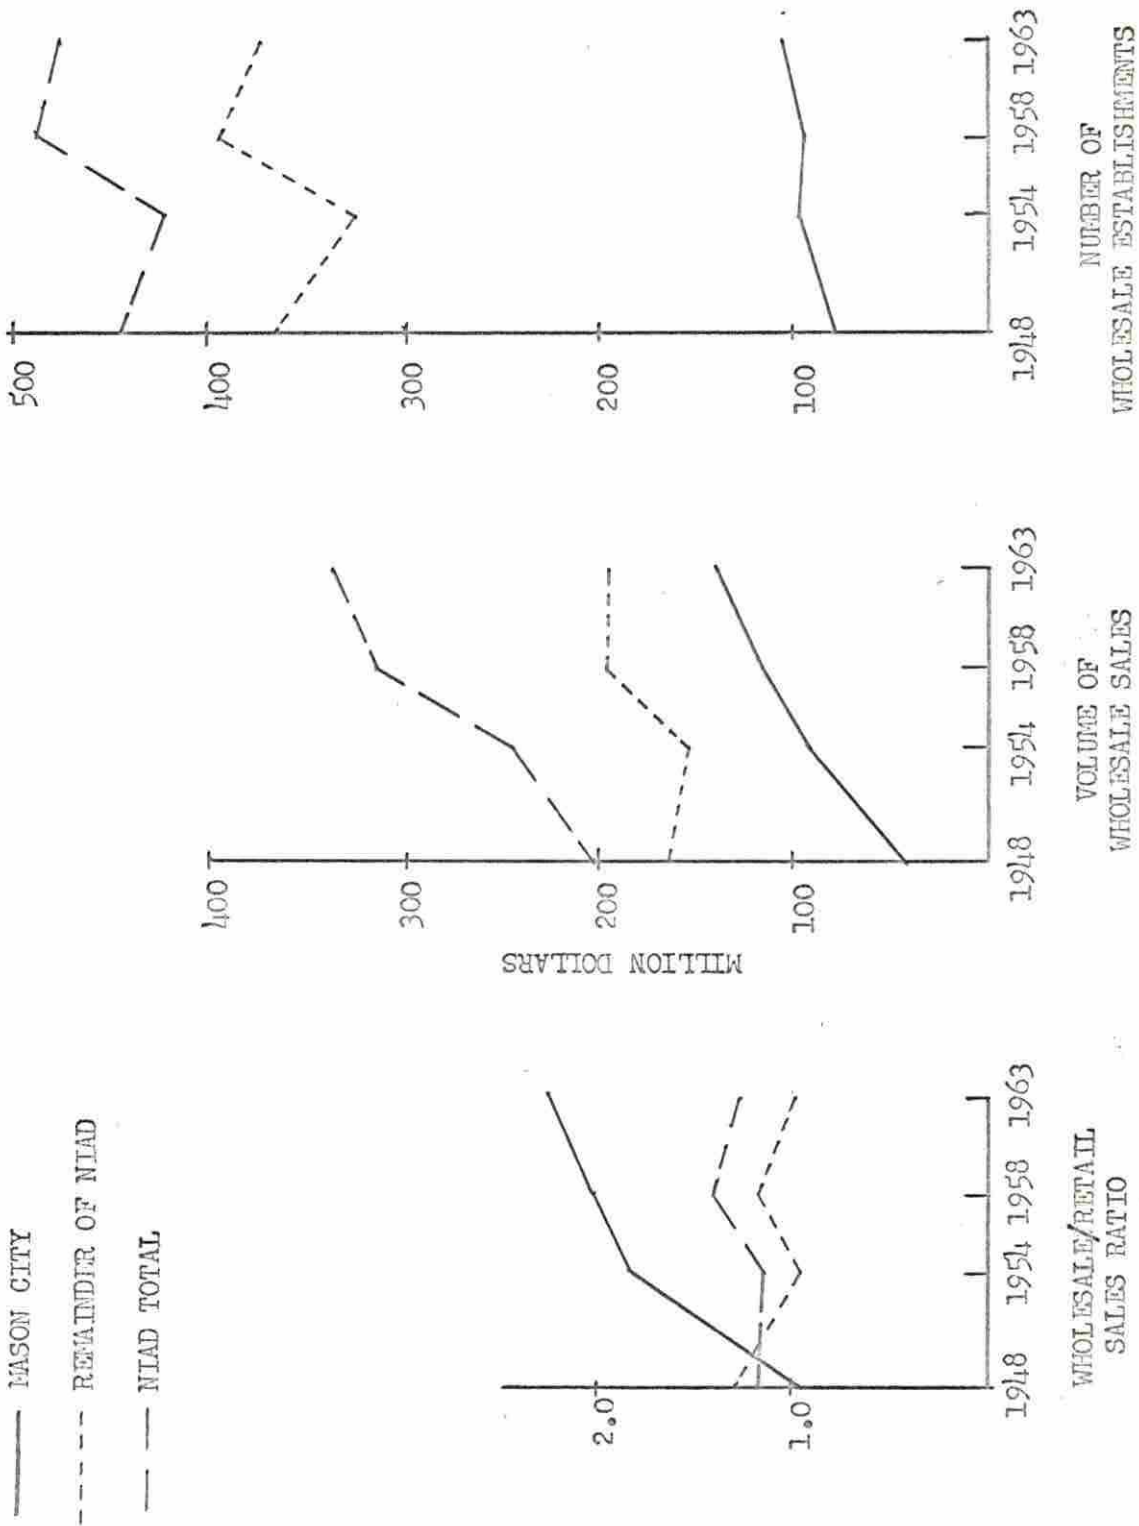 MASON CITY
REMAINDER OF NIAD
NIAD TOTAL
2.0
1.0
1948 1954 1958 1963
WHOLESALE/RETAIL
SALES RATIO
MILLION DOLLARS
400
300
200
100
1948 1954 1958 1963
VOLUME OF
WHOLESALE SALES
500
400
300
200
100
1948 1954 1958 1963
NUMBER OF
WHOLESALE ESTABLISHMENTS